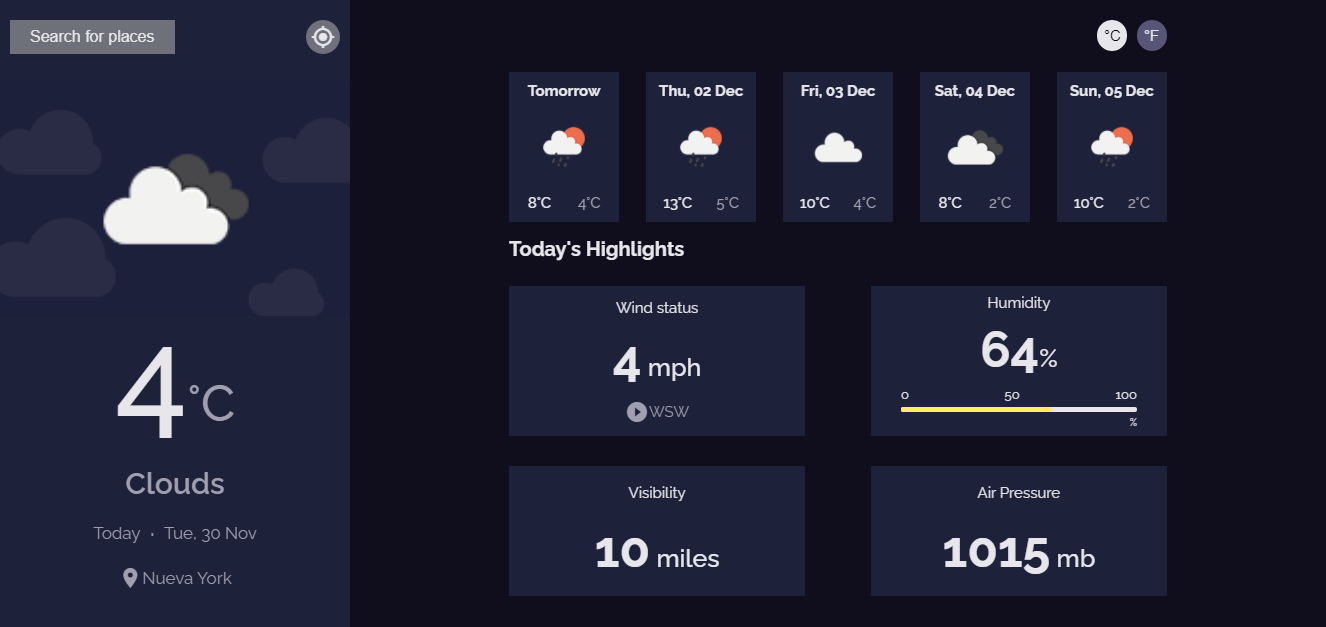 Search for places
4°C
Clouds
Today · Tue, 30 Nov
Nueva York
°C °F
Tomorrow
8°C 4°C
Thu, 02 Dec
13°C 5°C
Fri, 03 Dec
10°C 4°C
Sat, 04 Dec
8°C 2°C
Sun, 05 Dec
10°C 2°C
Today's Highlights
Wind status
4 mph
WSW
Humidity
64%
0 50 100
%
Visibility
10 miles
Air Pressure
1015 mb